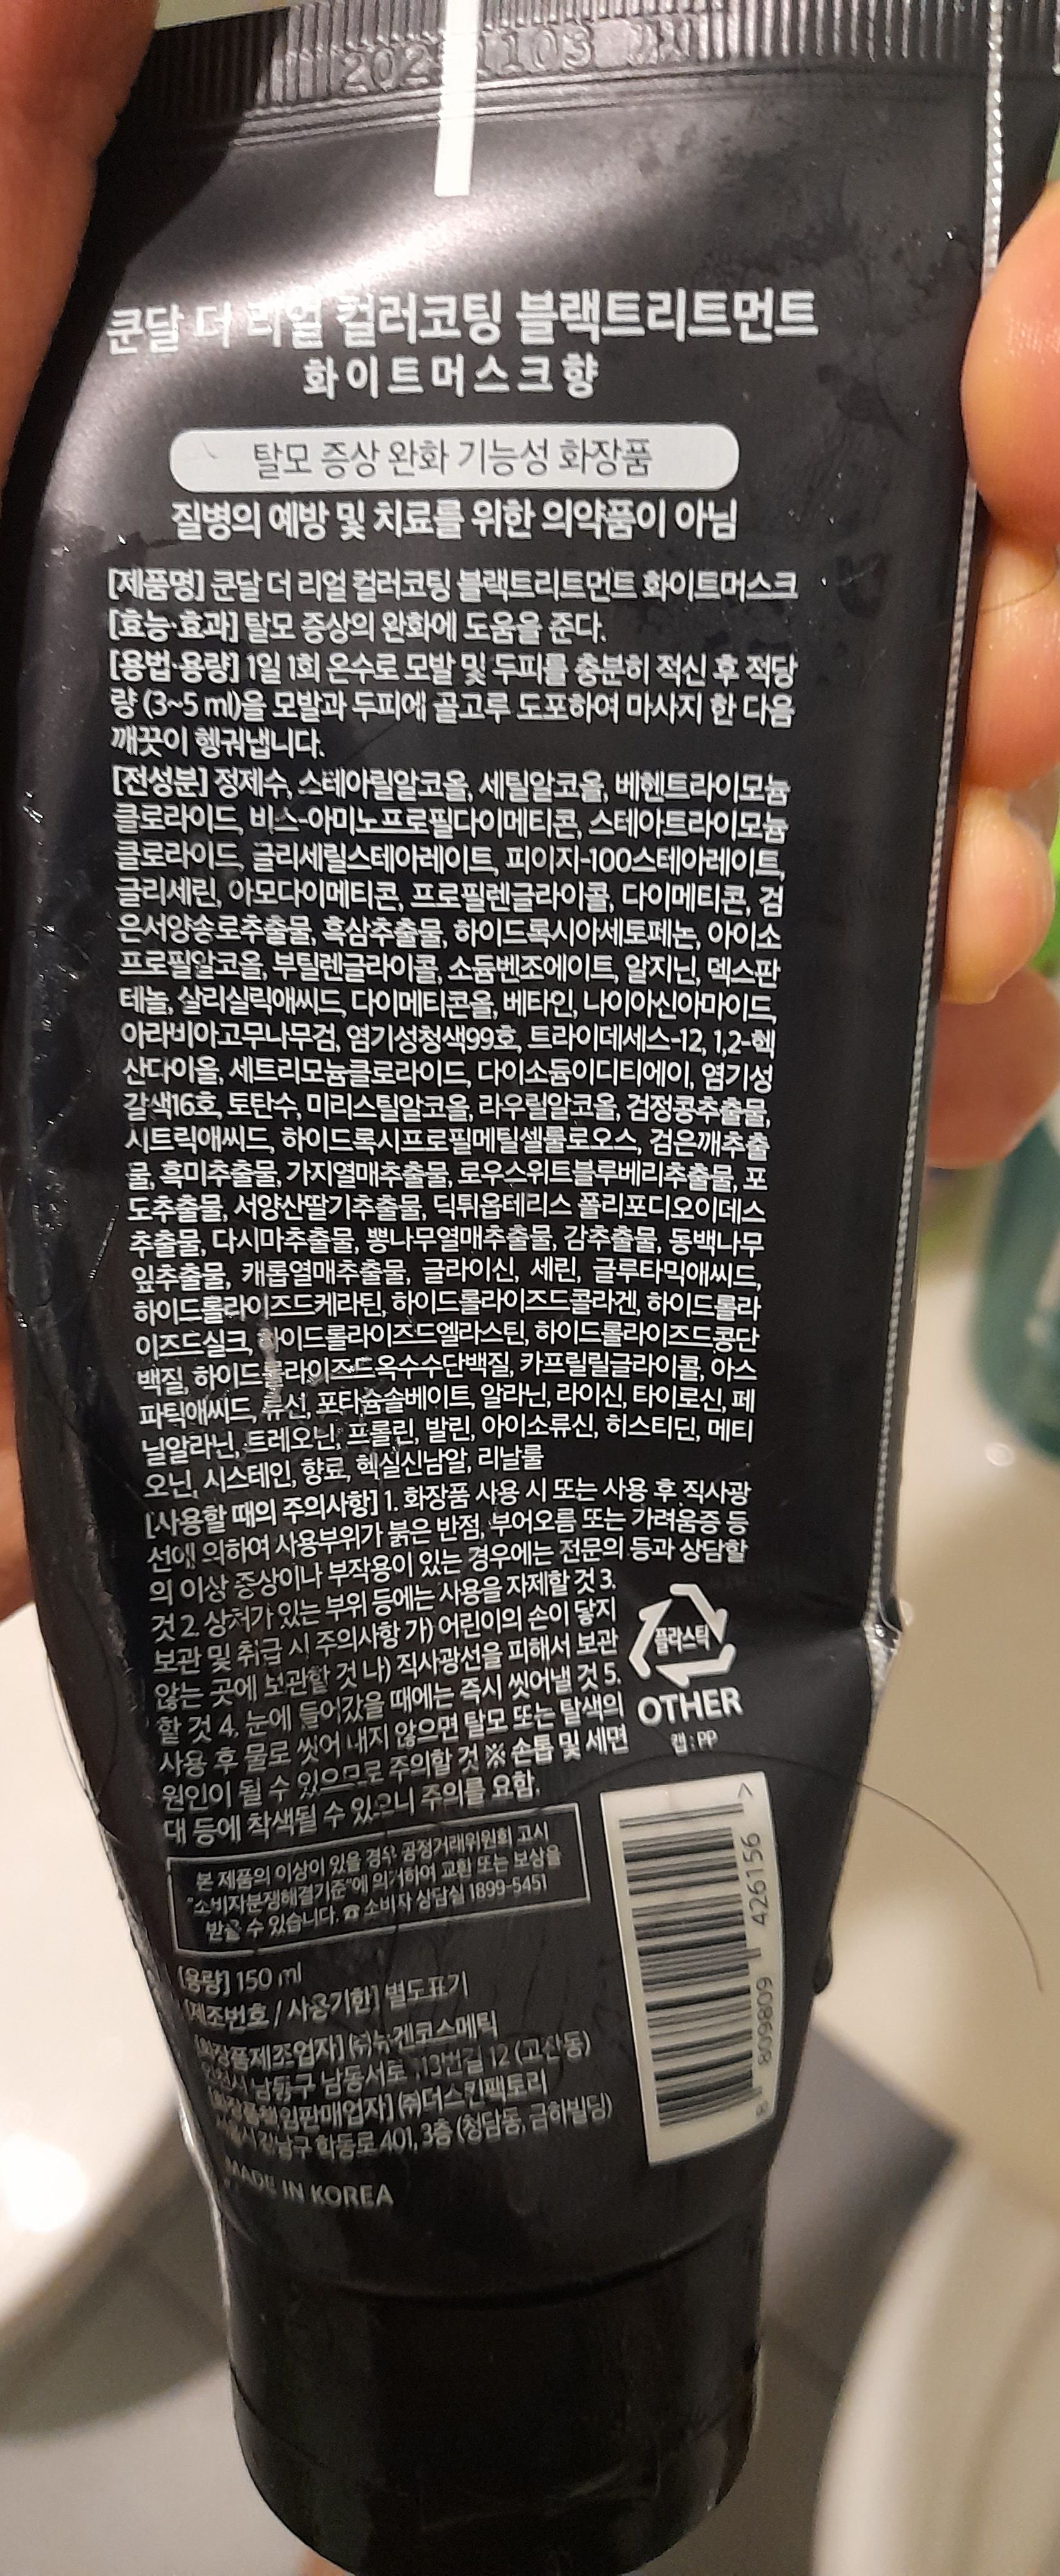 쿤달 더 리얼 컬러코팅 블랙트리트먼트
화이트머스크향
탈모 증상 완화 기능성 화장품
질병의 예방 및 치료를 위한 의약품이 아님
[제품명] 쿤달 더 리얼 컬러코팅 블랙트리트먼트 화이트머스크
[효능·효과] 탈모 증상의 완화에 도움을 준다.
[용법·용량] 1일 1회 온수로 모발 및 두피를 충분히 적신 후 적당
량 (3~5 ml)을 모발과 두피에 골고루 도포하여 마사지 한 다음
깨끗이 헹궈냅니다.
[전성분] 정제수, 스테아릴알코올, 세틸알코올, 베헨트라이모늄
클로라이드, 비스-아미노프로필다이메티콘, 스테아트라이모늄
클로라이드, 글리세릴스테아레이트, 피이지-100스테아레이트,
글리세린, 아모다이메티콘, 프로필렌글라이콜, 다이메티콘, 검
은서양송로추출물, 흑삼추출물, 하이드록시아세토페논, 아이소
프로필알코올, 부틸렌글라이콜, 소듐벤조에이트, 알지닌, 덱스판
테놀, 살리실릭애씨드, 다이메티콘올, 베타인, 나이아신아마이드,
아라비아고무나무검, 염기성청색99호, 트라이데세스-12, 1,2-헥
산다이올, 세트리모늄클로라이드, 다이소듐이디티에이, 염기성
갈색16호, 토탄수, 미리스틸알코올, 라우릴알코올, 검정콩추출물,
시트릭애씨드, 하이드록시프로필메틸셀룰로오스, 검은깨추출
물, 흑미추출물, 가지열매추출물, 로우스위트블루베리추출물, 포
도추출물, 서양산딸기추출물, 딕튀옵테리스 폴리포디오이데스
추출물, 다시마추출물, 뽕나무열매추출물, 감추출물, 동백나무
잎추출물, 캐롭열매추출물, 글라이신, 세린, 글루타믹애씨드,
하이드롤라이즈드케라틴, 하이드롤라이즈드콜라겐, 하이드롤라
이즈드실크, 하이드롤라이즈드엘라스틴, 하이드롤라이즈드콩단
백질, 하이드롤라이즈드옥수수단백질, 카프릴릴글라이콜, 아스
파틱애씨드, 류신, 포타슘솔베이트, 알라닌, 라이신, 타이로신, 페
닐알라닌, 트레오닌, 프롤린, 발린, 아이소류신, 히스티딘, 메티
오닌, 시스테인, 향료, 헥실신남알, 리날룰
[사용할 때의 주의사항] 1. 화장품 사용 시 또는 사용 후 직사광
선에 의하여 사용부위가 붉은 반점, 부어오름 또는 가려움증 등
의 이상 증상이나 부작용이 있는 경우에는 전문의 등과 상담할
것 2. 상처가 있는 부위 등에는 사용을 자제할 것 3.
보관 및 취급 시 주의사항 가) 어린이의 손이 닿지
않는 곳에 보관할 것 나) 직사광선을 피해서 보관
할 것 4. 눈에 들어갔을 때에는 즉시 씻어낼 것 5.
사용 후 물로 씻어 내지 않으면 탈모 또는 탈색의
원인이 될 수 있으므로 주의할 것 ※ 손톱 및 세면
대 등에 착색될 수 있으니 주의를 요함.
플라스틱
OTHER
캡 : PP
본 제품의 이상이 있을 경우 공정거래위원회 고시
"소비자분쟁해결기준"에 의거하여 교환 또는 보상을
받을 수 있습니다. ☎ 소비자 상담실 1899-5451
[용량] 150 ml
[제조번호 / 사용기한] 별도표기
[화장품제조업자] (주)뉴겐코스메틱
남동구 남동서로 113번길 12 (고산동)
[화장품책임판매업자] (주)더스킨팩토리
강남구 학동로 401, 3층 (청담동, 금하빌딩)
MADE IN KOREA
8 809809 426156 >